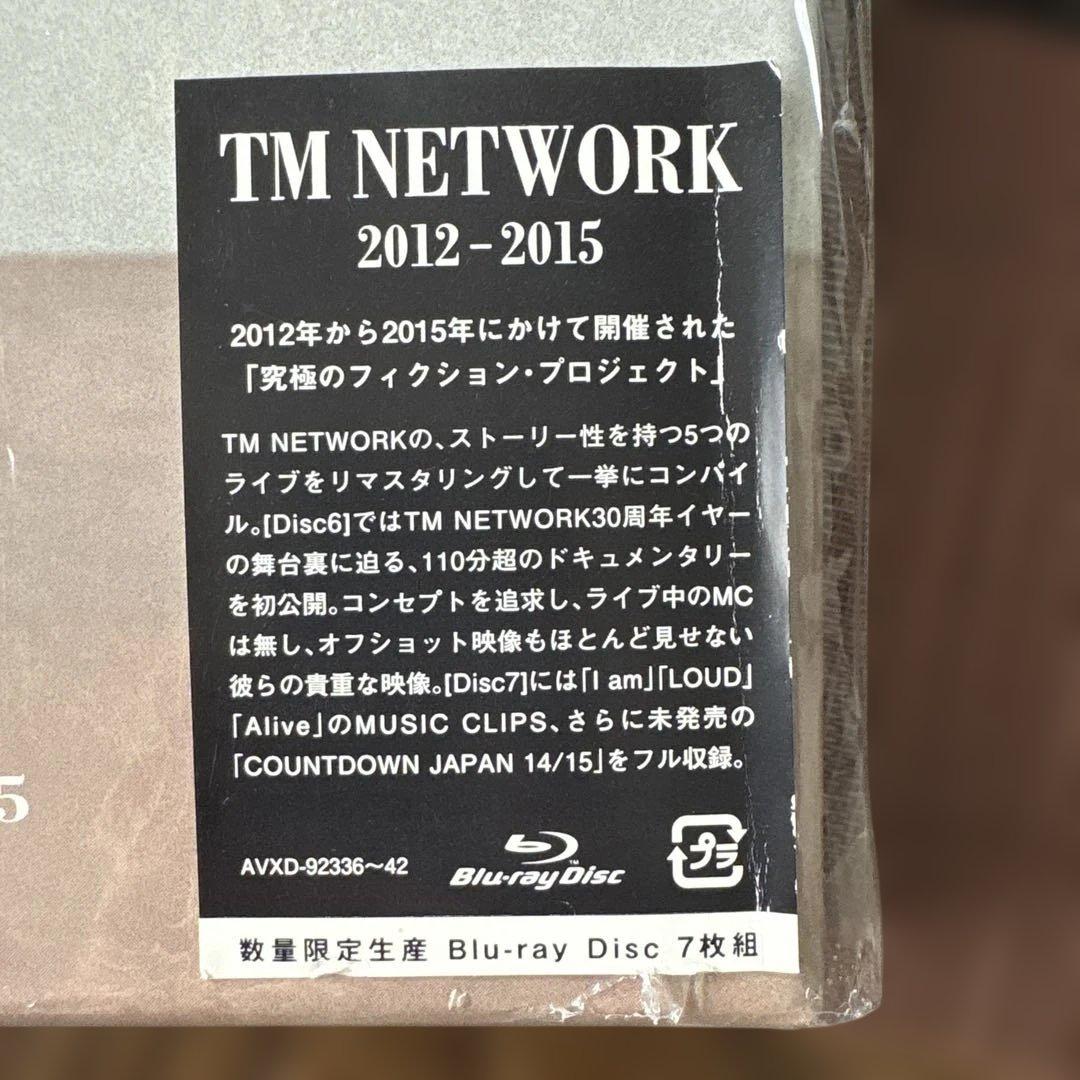 TM NETWORK
2012-2015
2012年から2015年にかけて開催された
「究極のフィクション・プロジェクト」
TM NETWORKの、ストーリー性を持つ5つの
ライブをリマスタリングして一挙にコンパイ
ル。[Disc6]ではTM NETWORK30周年イヤー
の舞台裏に迫る、110分超のドキュメンタリー
を初公開。コンセプトを追求し、ライブ中のMC
は無し、オフショット映像もほとんど見せない
彼らの貴重な映像。[Disc7]には「I am」「LOUD」
「Alive」のMUSIC CLIPS、さらに未発売の
「COUNTDOWN JAPAN 14/15」をフル収録。
5
AVXD-92336〜42
Blu-ray Disc™
プラ
数量限定生産 Blu-ray Disc 7枚組